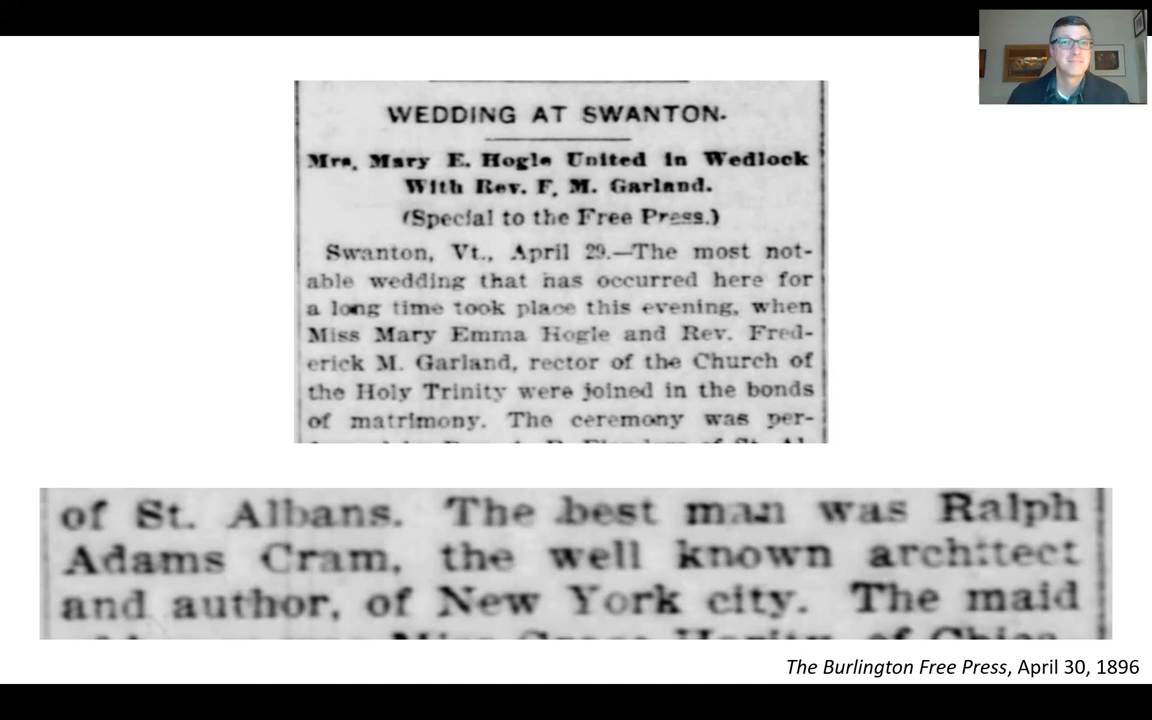 WEDDING AT SWANTON.
Mrs. Mary E. Hogle United in Wedlock
With Rev. F. M. Garland.
(Special to the Free Press.)
Swanton, Vt., April 29.—The most not-
able wedding that has occurred here for
a long time took place this evening, when
Miss Mary Emma Hogle and Rev. Fred-
erick M. Garland, rector of the Church of
the Holy Trinity were joined in the bonds
of matrimony. The ceremony was per-
of St. Albans. The best man was Ralph
Adams Cram, the well known architect
and author, of New York city. The maid
The Burlington Free Press, April 30, 1896